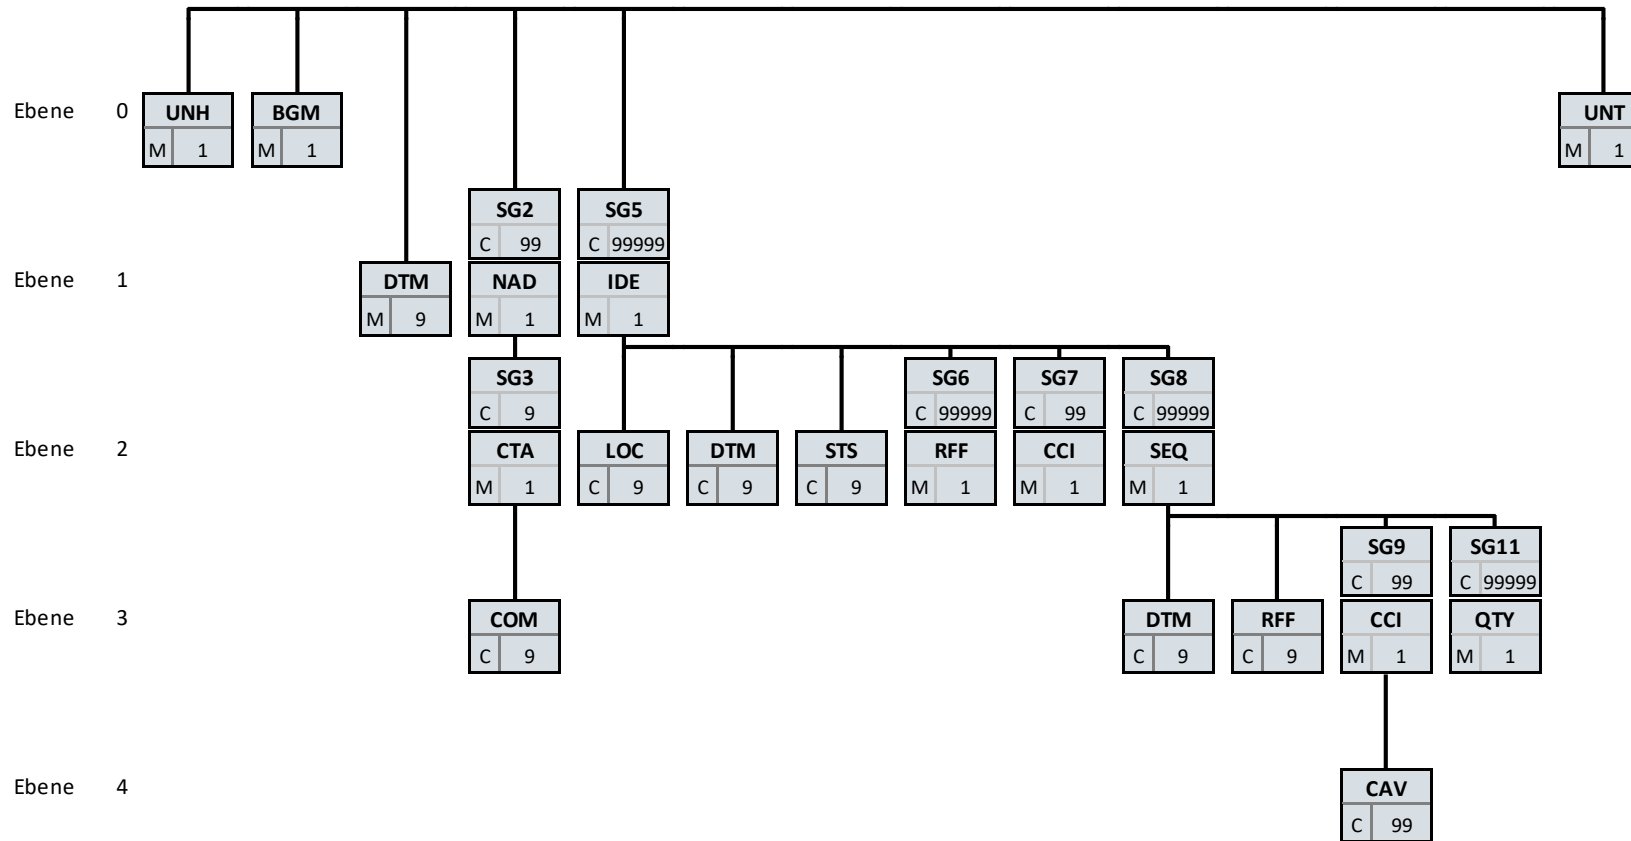 Ebene 0 UNH BGM UNT
M 1 M 1 M 1
SG2 SG5
C 99 C 99999
Ebene 1 DTM NAD IDE
M 9 M 1 M 1
SG3 SG6 SG7 SG8
C 9 C 99999 C 99 C 99999
Ebene 2 CTA LOC DTM STS RFF CCI SEQ
M 1 C 9 C 9 C 9 M 1 M 1 M 1
SG9 SG11
C 99 C 99999
Ebene 3 COM DTM RFF CCI QTY
C 9 C 9 C 9 M 1 M 1
Ebene 4 CAV
C 99